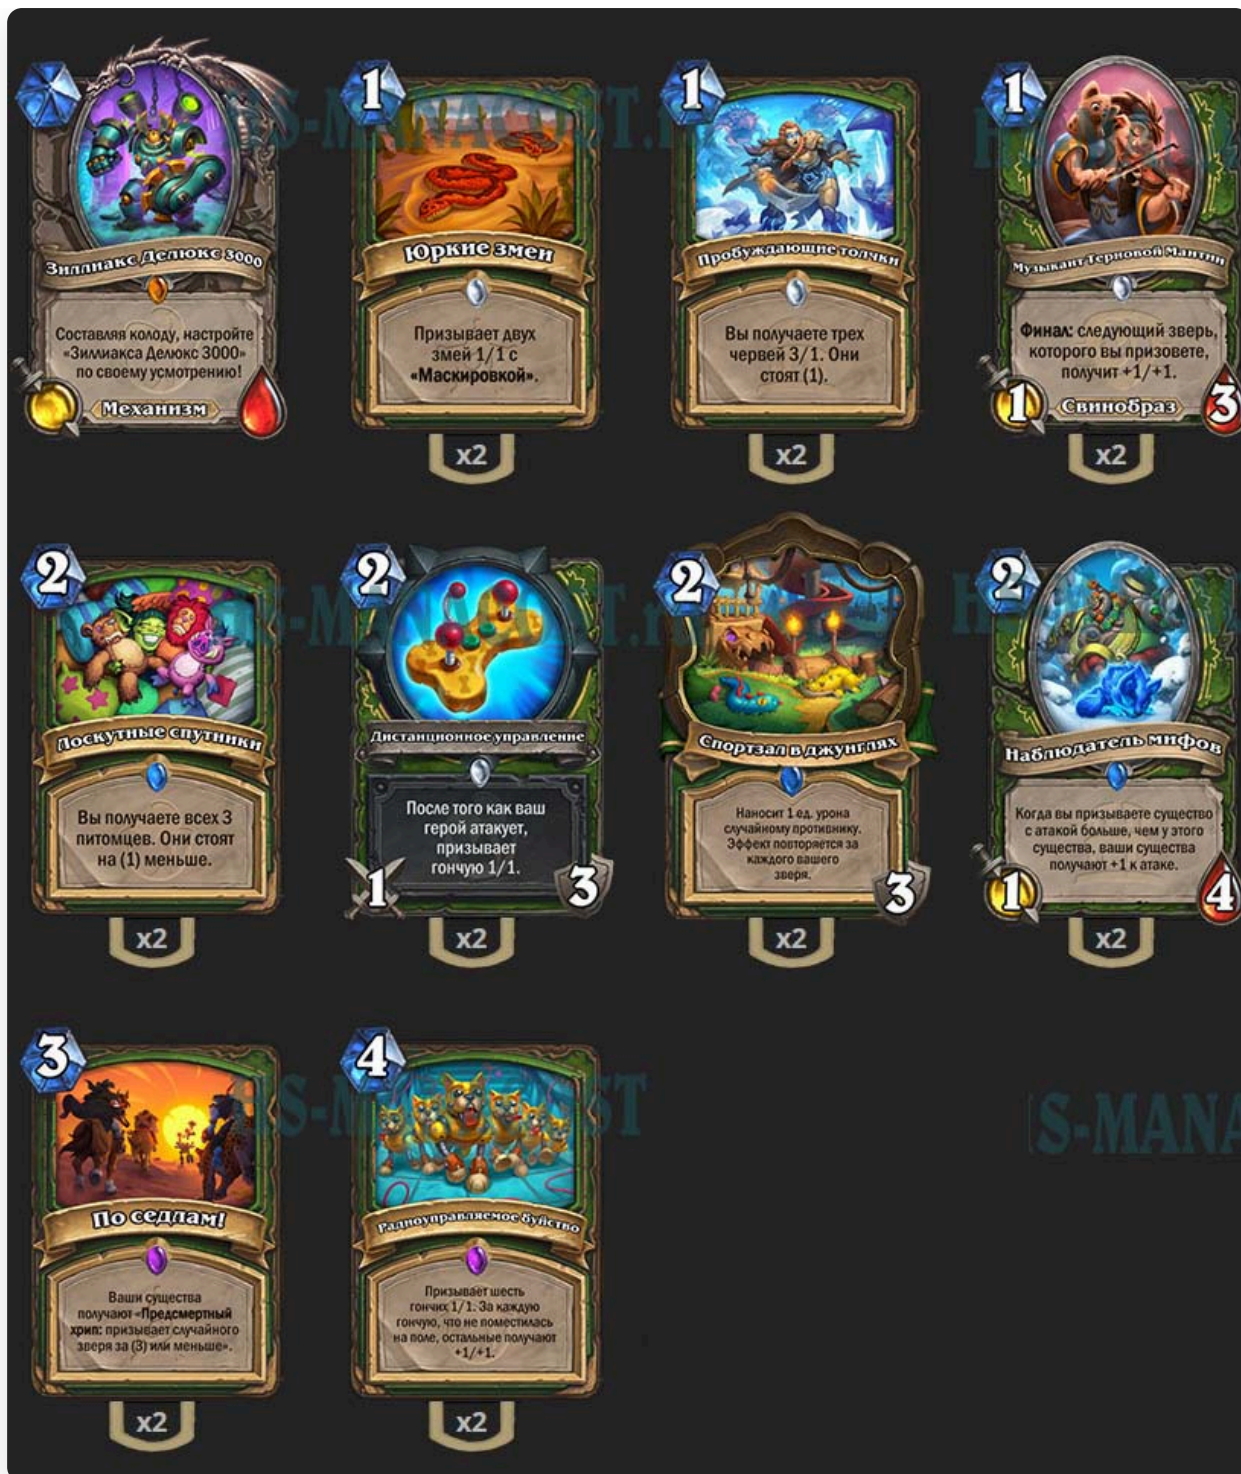 HS-MANACOST.ru
Зиллиакс Делюкс 3000
Составляя колоду, настройте
«Зиллиакса Делюкс 3000»
по своему усмотрению!
Механизм
1
Юркие змеи
Призывает двух
змей 1/1 с
«Маскировкой».
x2
1
Пробуждающие толчки
Вы получаете трех
червей 3/1. Они
стоят (1).
x2
1
Музыкант Терновой Мантии
Финал: следующий зверь,
которого вы призовете,
получит +1/+1.
1
Свинобраз
3
x2
2
Лоскутные спутники
Вы получаете всех 3
питомцев. Они стоят
на (1) меньше.
x2
2
Дистанционное управление
После того как ваш
герой атакует,
призывает
гончую 1/1.
1
3
x2
2
Спортзал в джунглях
Наносит 1 ед. урона
случайному противнику.
Эффект повторяется за
каждого вашего
зверя.
3
x2
2
Наблюдатель мифов
Когда вы призываете существо
с атакой больше, чем у этого
существа, ваши существа
получают +1 к атаке.
1
4
x2
3
По седлам!
Ваши существа
получают «Предсмертный
хрип: призывает случайного
зверя за (3) или меньше».
x2
4
Радиоуправляемое буйство
Призывает шесть
гончих 1/1. За каждую
гончую, что не поместилась
на поле, остальные получают
+1/+1.
x2